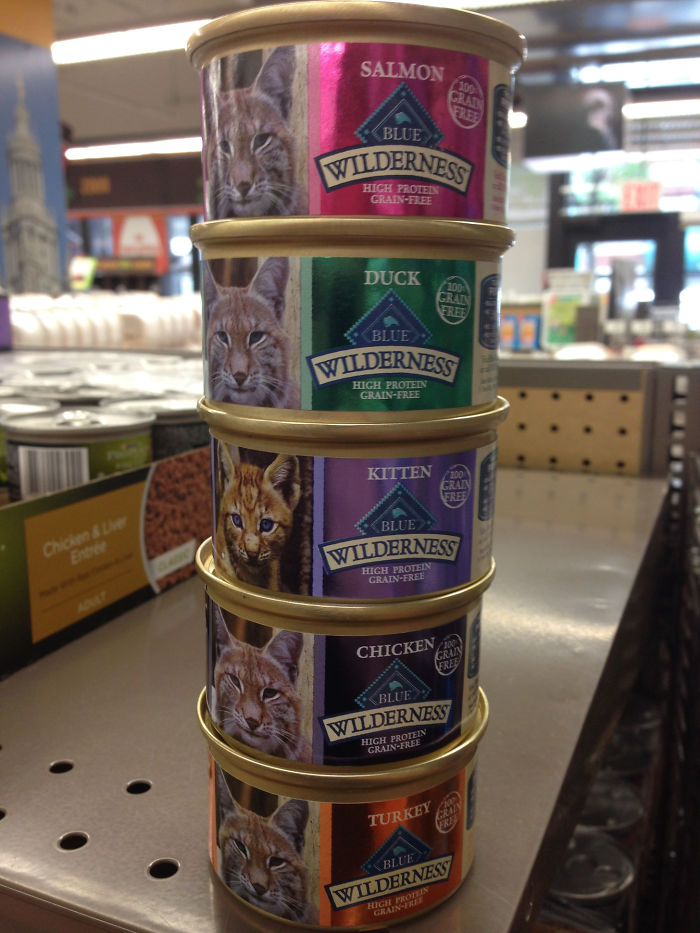 SALMON
100%
GRAIN
FREE
BLUE
WILDERNESS
HIGH PROTEIN
GRAIN-FREE
DUCK
100%
GRAIN
FREE
BLUE
WILDERNESS
HIGH PROTEIN
GRAIN-FREE
KITTEN
100%
GRAIN
FREE
BLUE
WILDERNESS
HIGH PROTEIN
GRAIN-FREE
CHICKEN
100%
GRAIN
FREE
BLUE
WILDERNESS
HIGH PROTEIN
GRAIN-FREE
TURKEY
100%
GRAIN
FREE
BLUE
WILDERNESS
HIGH PROTEIN
GRAIN-FREE
Chicken & Liver
Entrée
ADULT
CLASSIC
EXIT